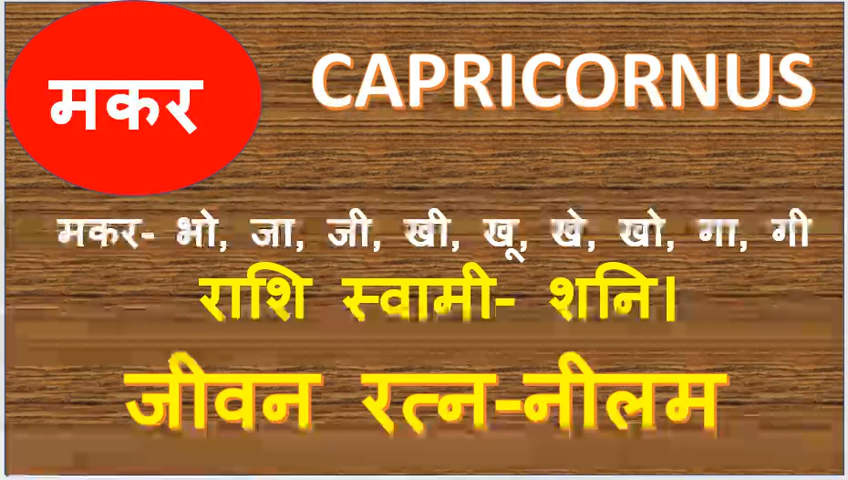 मकर
CAPRICORNUS
मकर- भो, जा, जी, खी, खू, खे, खो, गा, गी
राशि स्वामी- शनि।
जीवन रत्न-नीलम